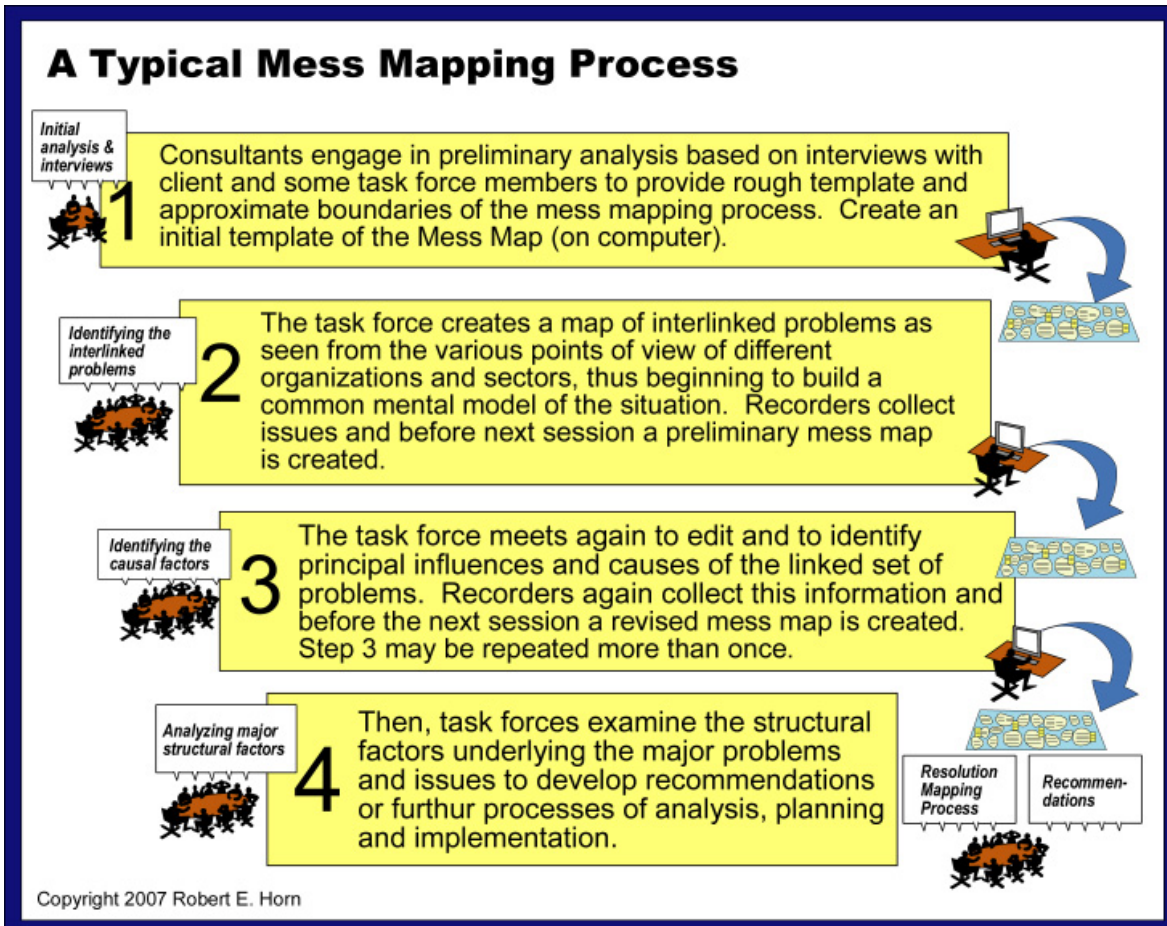 A Typical Mess Mapping Process
Initial
analysis &
interviews
1
Consultants engage in preliminary analysis based on interviews with
client and some task force members to provide rough template and
approximate boundaries of the mess mapping process.  Create an
initial template of the Mess Map (on computer).
Identifying the
interlinked
problems
2
The task force creates a map of interlinked problems as
seen from the various points of view of different
organizations and sectors, thus beginning to build a
common mental model of the situation.  Recorders collect
issues and before next session a preliminary mess map
is created.
Identifying the
causal factors
3
The task force meets again to edit and to identify
principal influences and causes of the linked set of
problems.  Recorders again collect this information and
before the next session a revised mess map is created.
Step 3 may be repeated more than once.
Analyzing major
structural factors
4
Then, task forces examine the structural
factors underlying the major problems
and issues to develop recommendations
or furthur processes of analysis, planning
and implementation.
Resolution
Mapping
Process
Recommen-
dations
Copyright 2007 Robert E. Horn